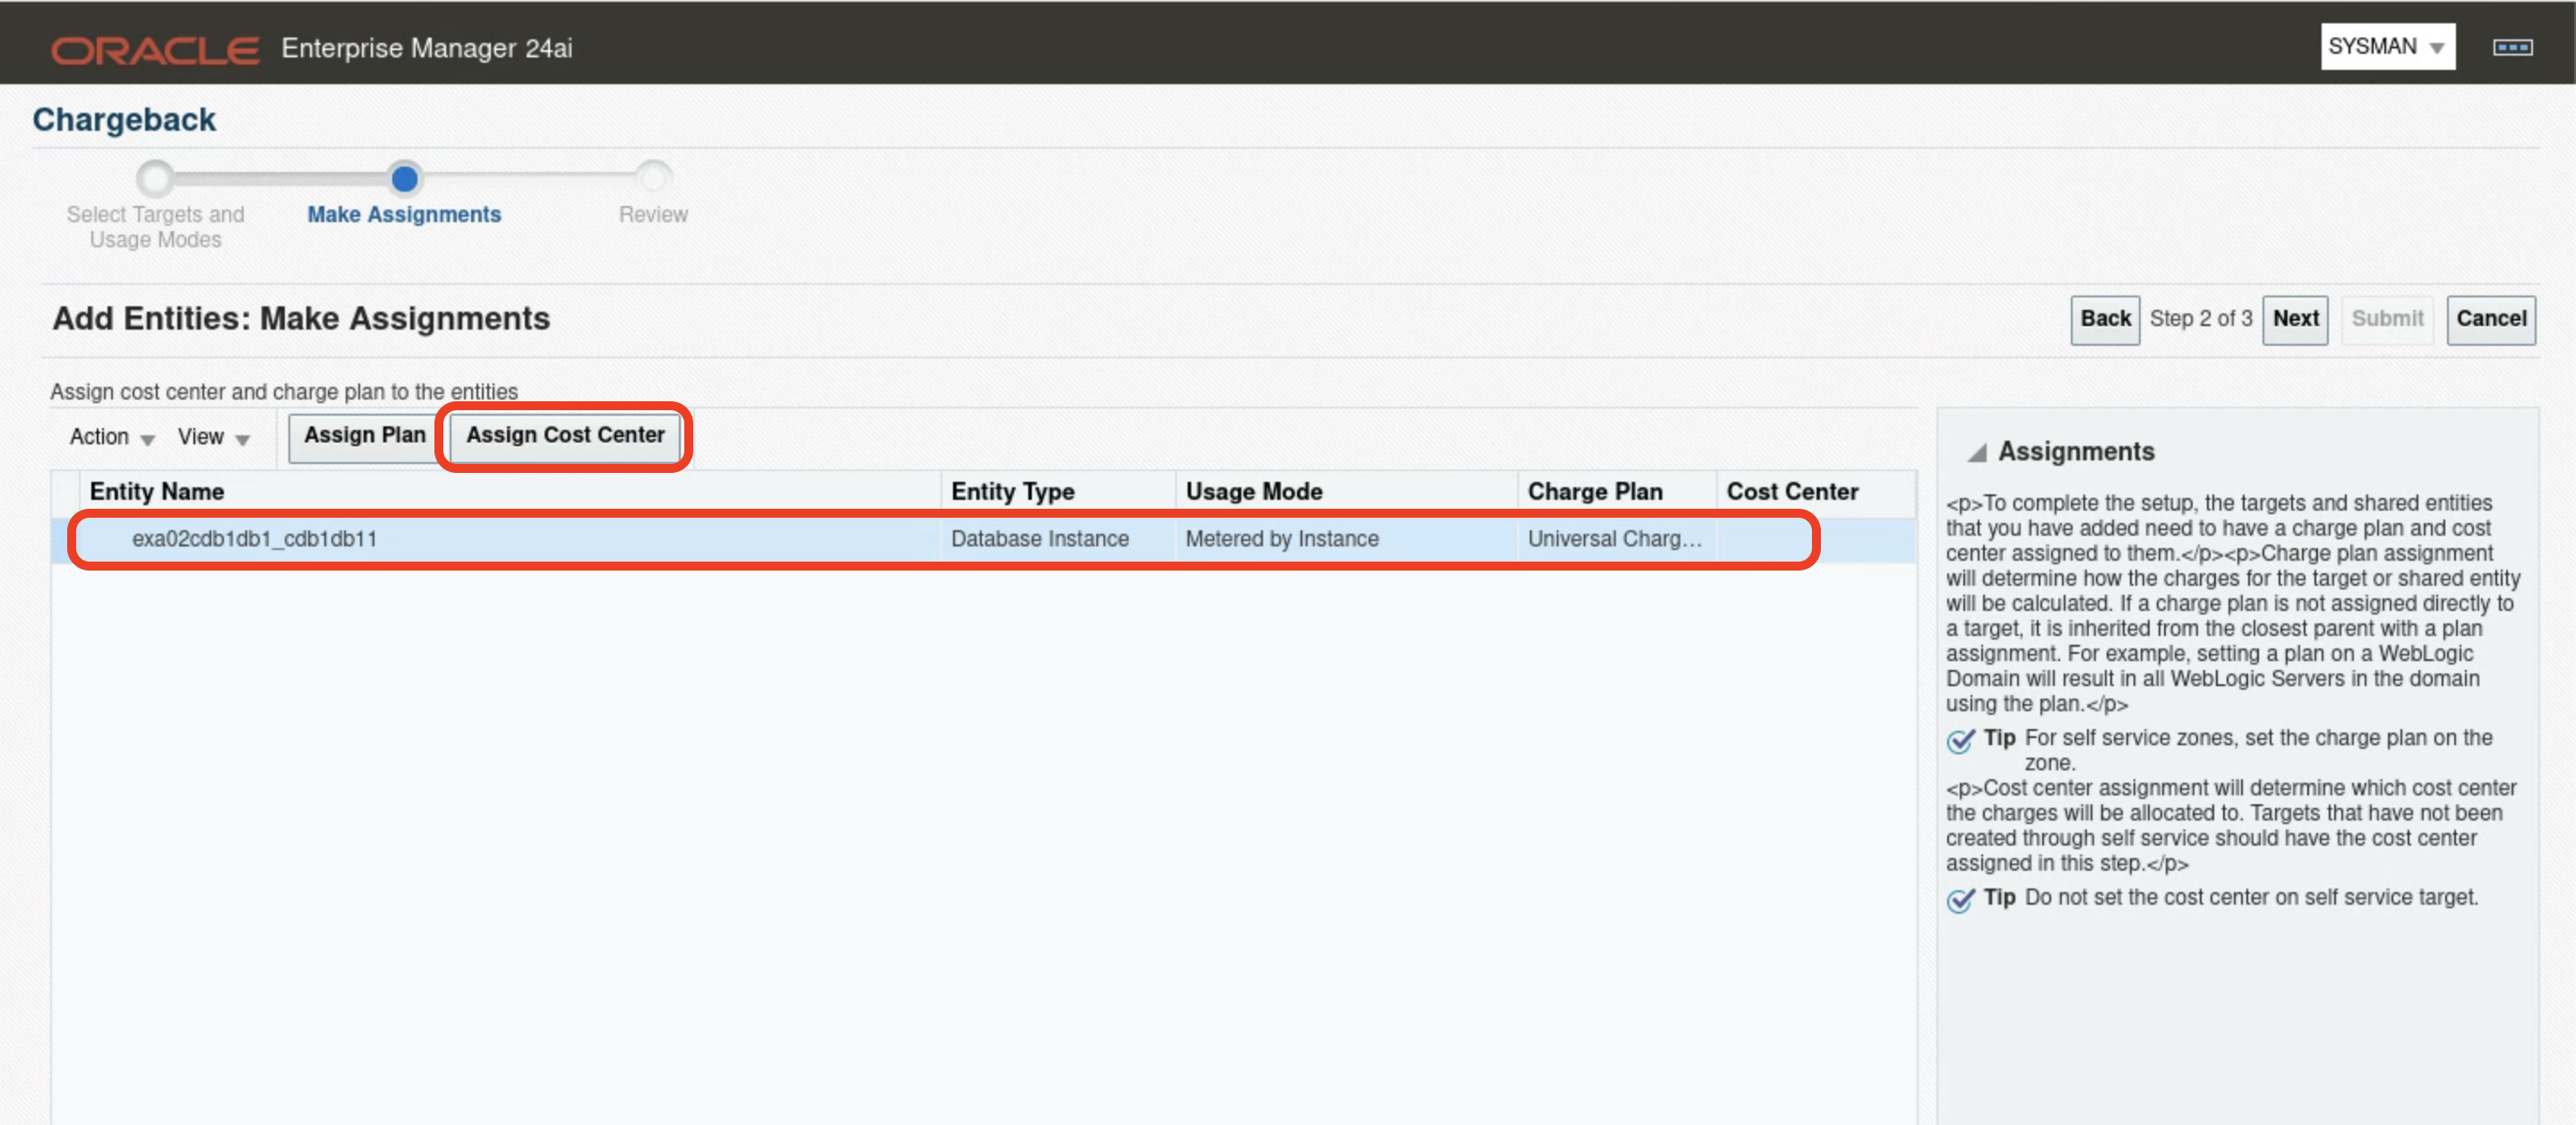 ORACLE Enterprise Manager 24ai
SYSMAN
Chargeback
Select Targets and
Usage Modes
Make Assignments
Review
Add Entities: Make Assignments
Back Step 2 of 3 Next Submit Cancel
Assign cost center and charge plan to the entities
Action View Assign Plan Assign Cost Center
Entity Name Entity Type Usage Mode Charge Plan Cost Center
exa02cdb1db1_cdb1db11 Database Instance Metered by Instance Universal Charg...
Assignments
<p>To complete the setup, the targets and shared entities
that you have added need to have a charge plan and cost
center assigned to them.</p><p>Charge plan assignment
will determine how the charges for the target or shared entity
will be calculated. If a charge plan is not assigned directly to
a target, it is inherited from the closest parent with a plan
assignment. For example, setting a plan on a WebLogic
Domain will result in all WebLogic Servers in the domain
using the plan.</p>
Tip For self service zones, set the charge plan on the
zone.
<p>Cost center assignment will determine which cost center
the charges will be allocated to. Targets that have not been
created through self service should have the cost center
assigned in this step.</p>
Tip Do not set the cost center on self service target.